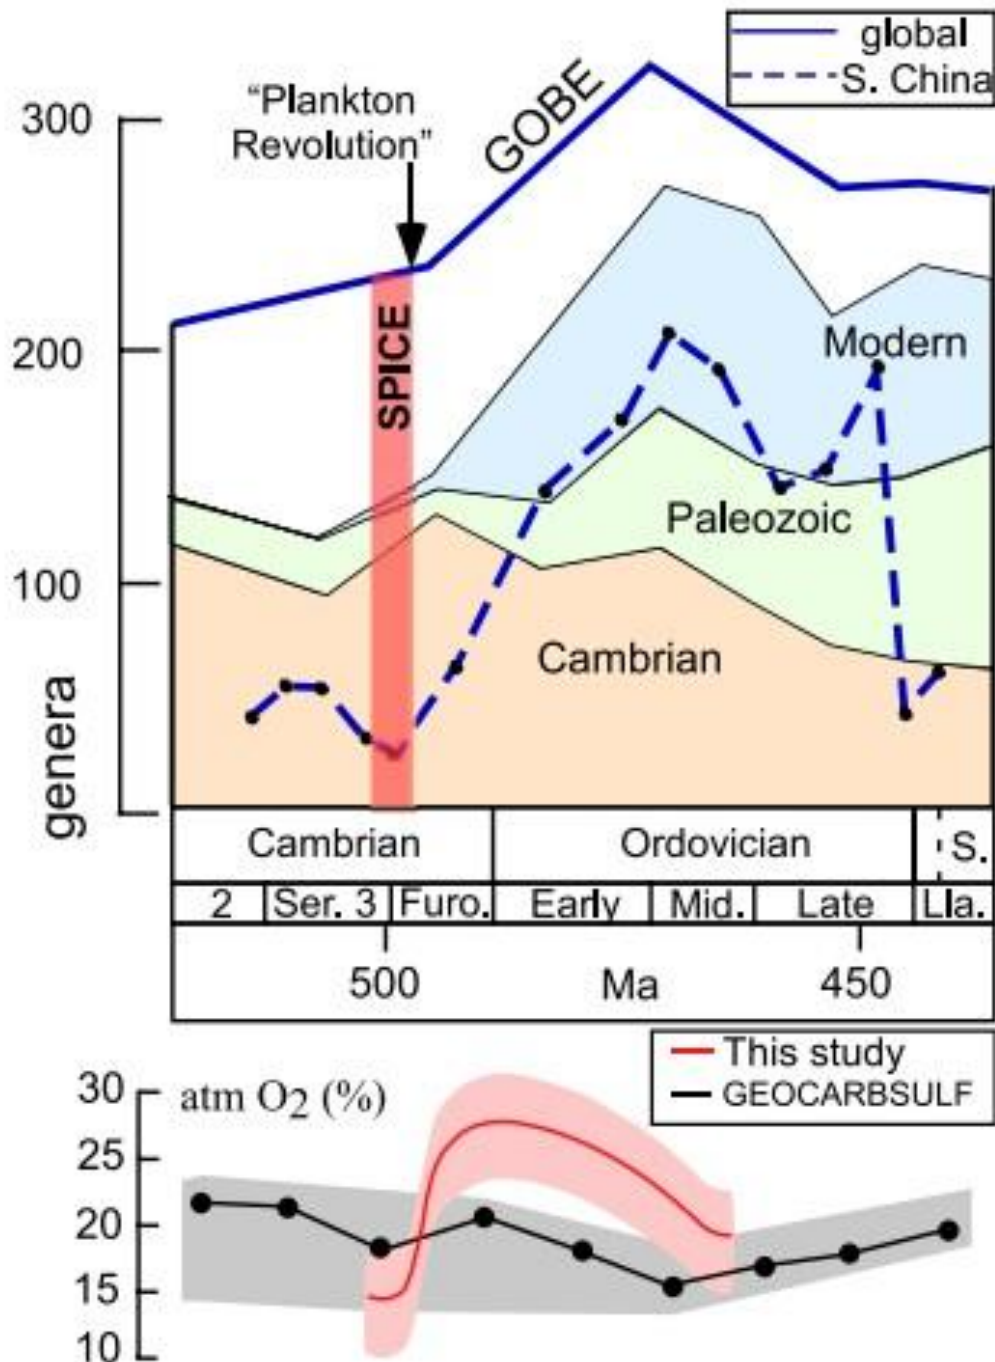 global
S. China
"Plankton
Revolution"
GOBE
300
200
100
genera
SPICE
Modern
Paleozoic
Cambrian
Cambrian
Ordovician
S.
2
Ser. 3
Furo.
Early
Mid.
Late
Lla.
500
Ma
450
This study
GEOCARBSULF
atm O₂ (%)
30
25
20
15
10